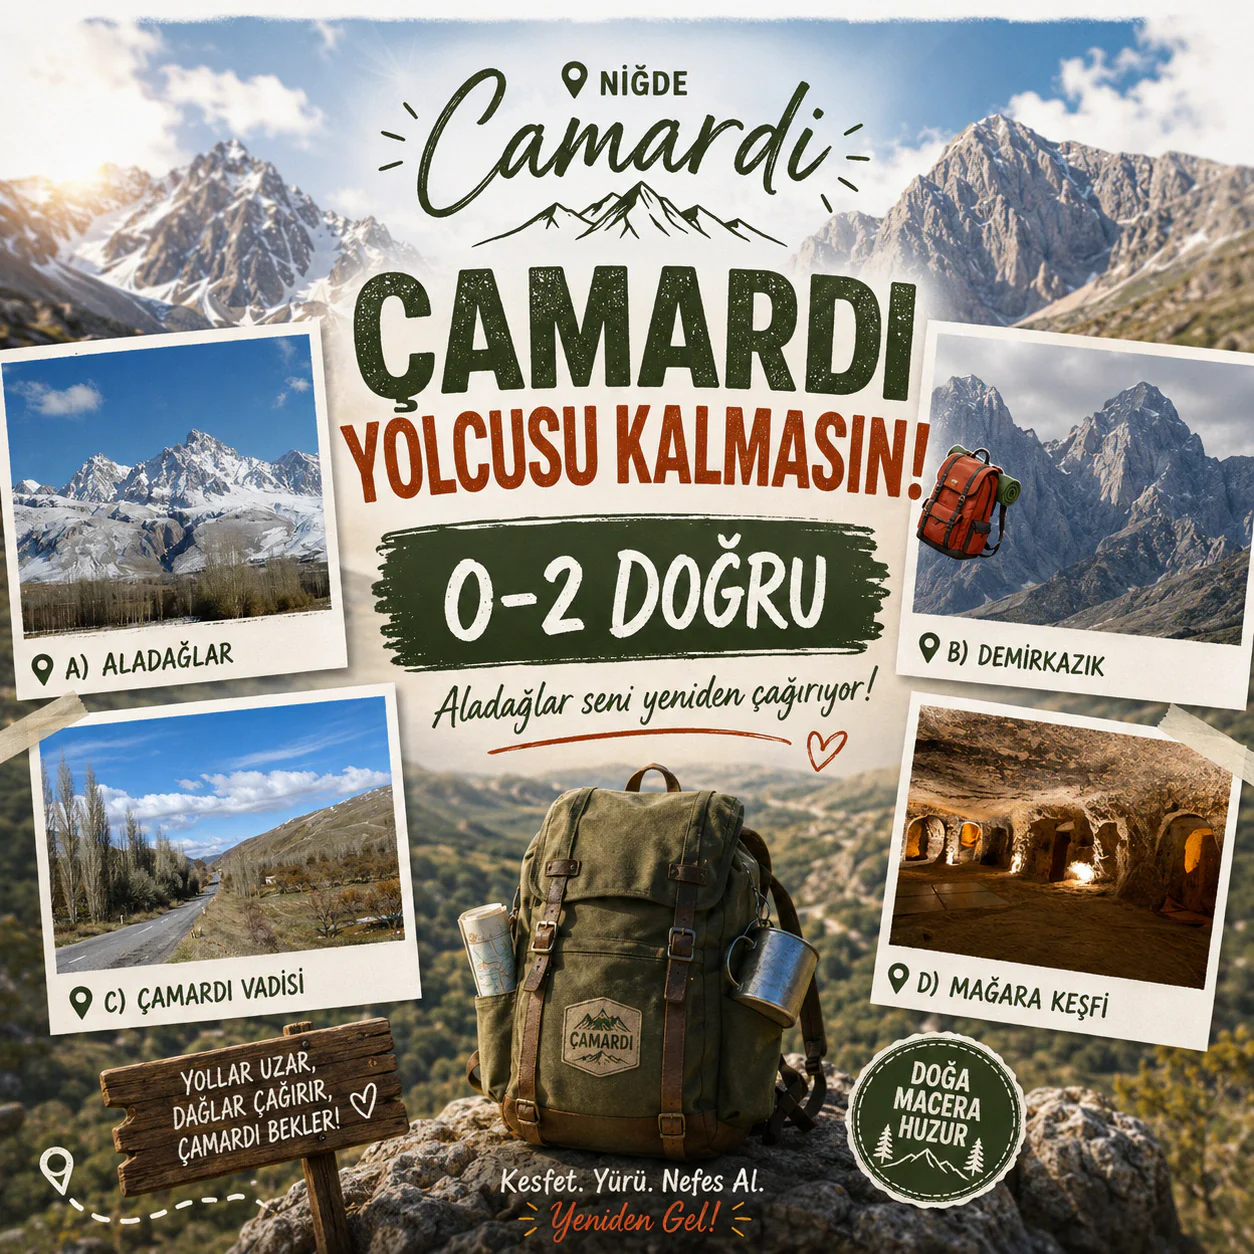 NİĞDE
Camardi
ÇAMARDI
YOLCUSU KALMASIN!
0-2 DOĞRU
Aladağlar seni yeniden çağırıyor!
A) ALADAĞLAR
B) DEMİRKAZIK
C) ÇAMARDI VADİSİ
D) MAĞARA KEŞFİ
ÇAMARDI
YOLLAR UZAR,
DAĞLAR ÇAĞIRIR,
ÇAMARDI BEKLER!
DOĞA
MACERA
HUZUR
Kesfet. Yürü. Nefes Al.
Yeniden Gel!